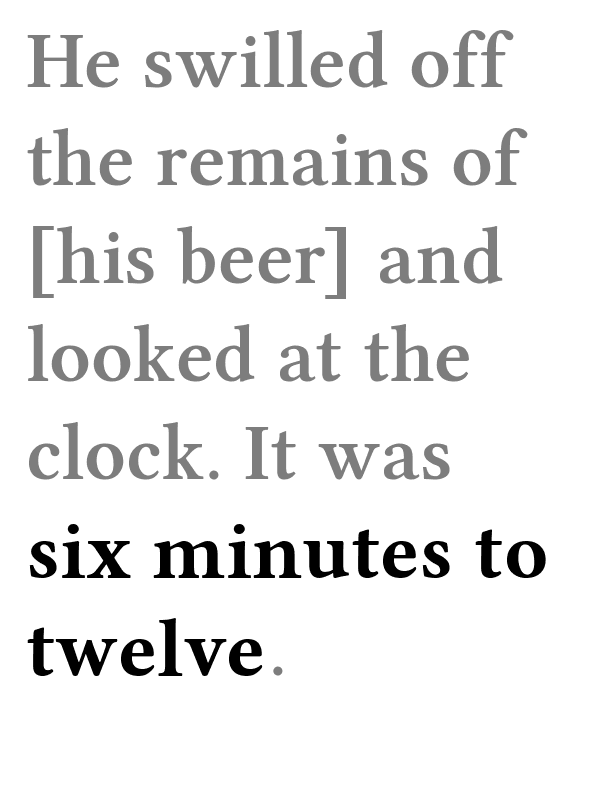 He swilled off
the remains of
[his beer] and
looked at the
clock. It was
six minutes to
twelve.